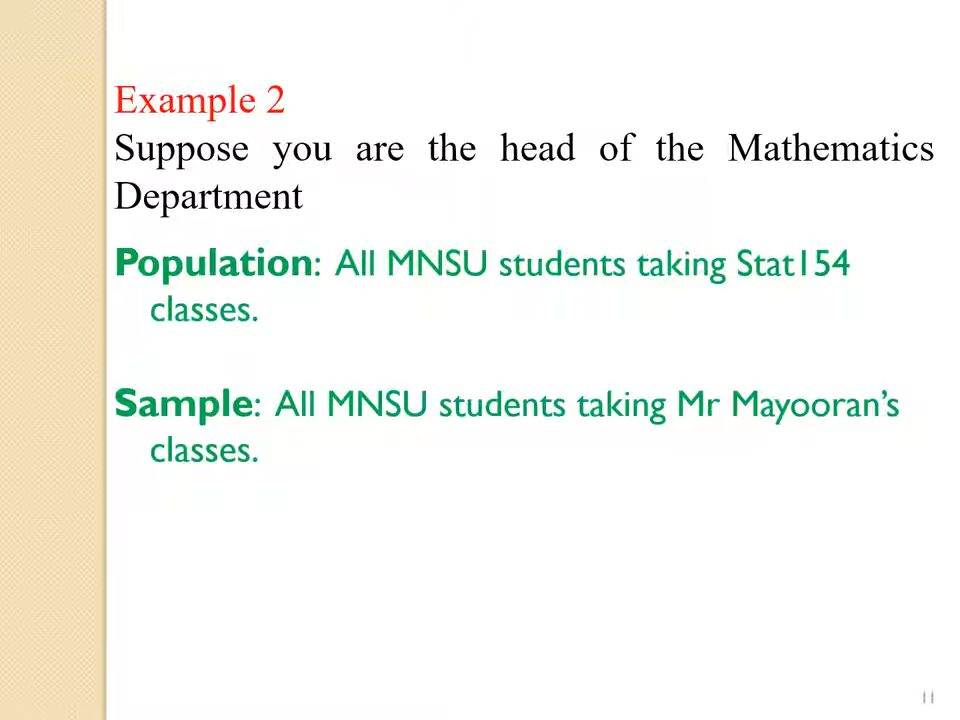 Example 2
Suppose you are the head of the Mathematics
Department
Population: All MNSU students taking Stat154
classes.
Sample: All MNSU students taking Mr Mayooran’s
classes.
11